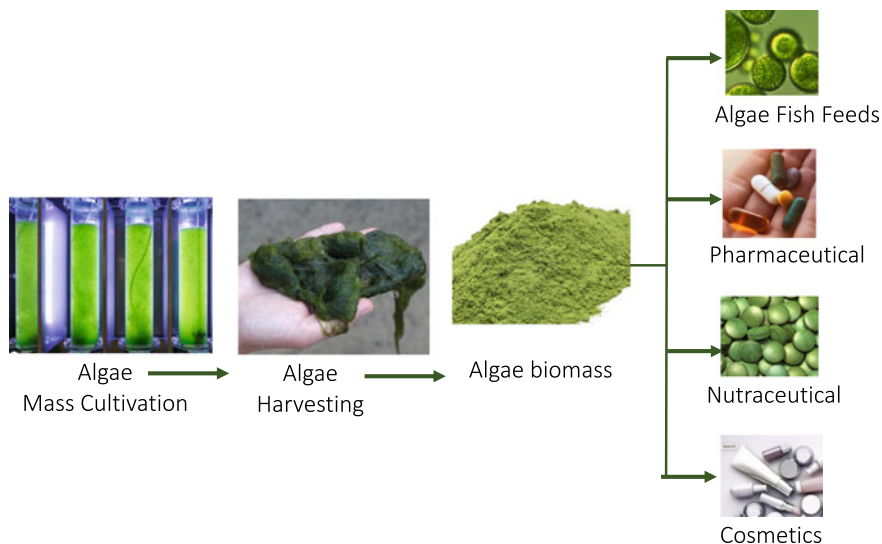 Algae
Mass Cultivation
Algae
Harvesting
Algae biomass
Algae Fish Feeds
Pharmaceutical
Nutraceutical
Cosmetics